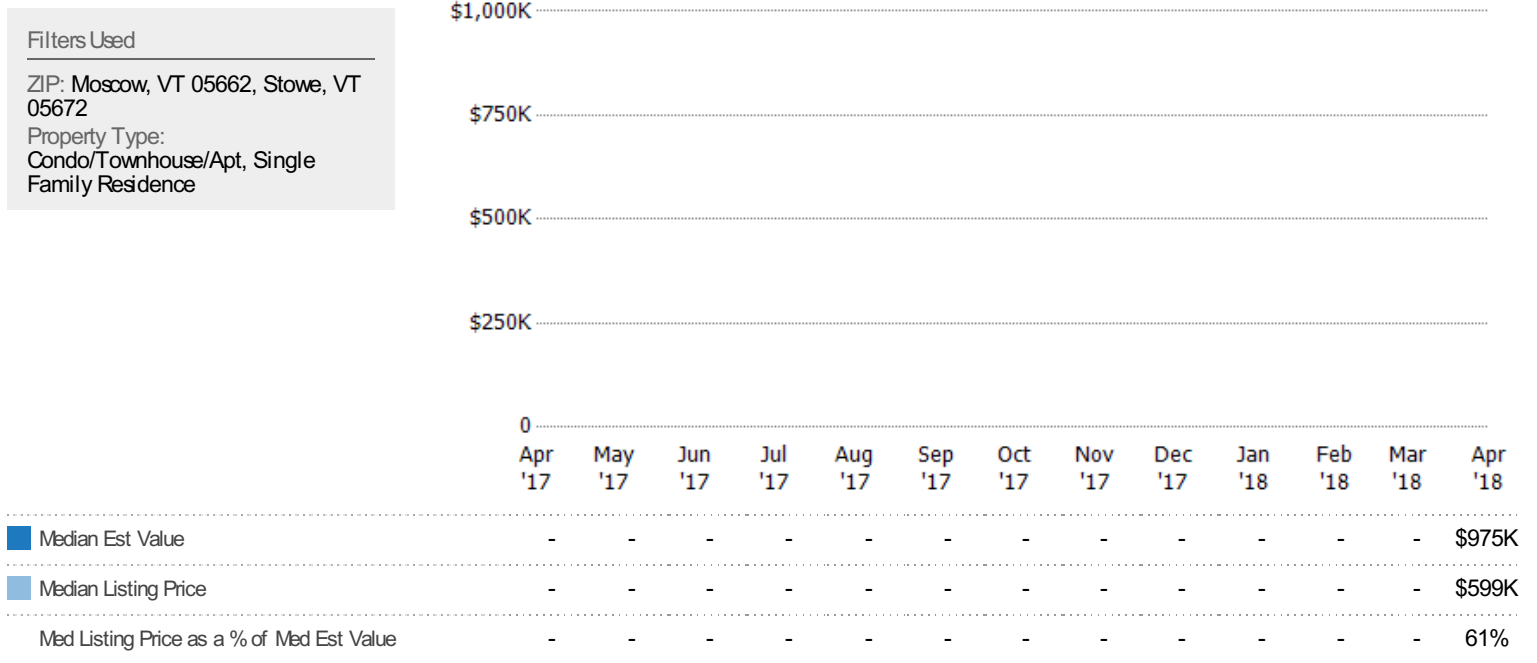 Filters Used
ZIP: Moscow, VT 05662, Stowe, VT
05672
Property Type:
Condo/Townhouse/Apt, Single
Family Residence
$1,000K
$750K
$500K
$250K
0
Apr May Jun Jul Aug Sep Oct Nov Dec Jan Feb Mar Apr
'17 '17 '17 '17 '17 '17 '17 '17 '17 '18 '18 '18 '18
Median Est Value - - - - - - - - - - - - $975K
Median Listing Price - - - - - - - - - - - - $599K
Med Listing Price as a % of Med Est Value - - - - - - - - - - - - 61%